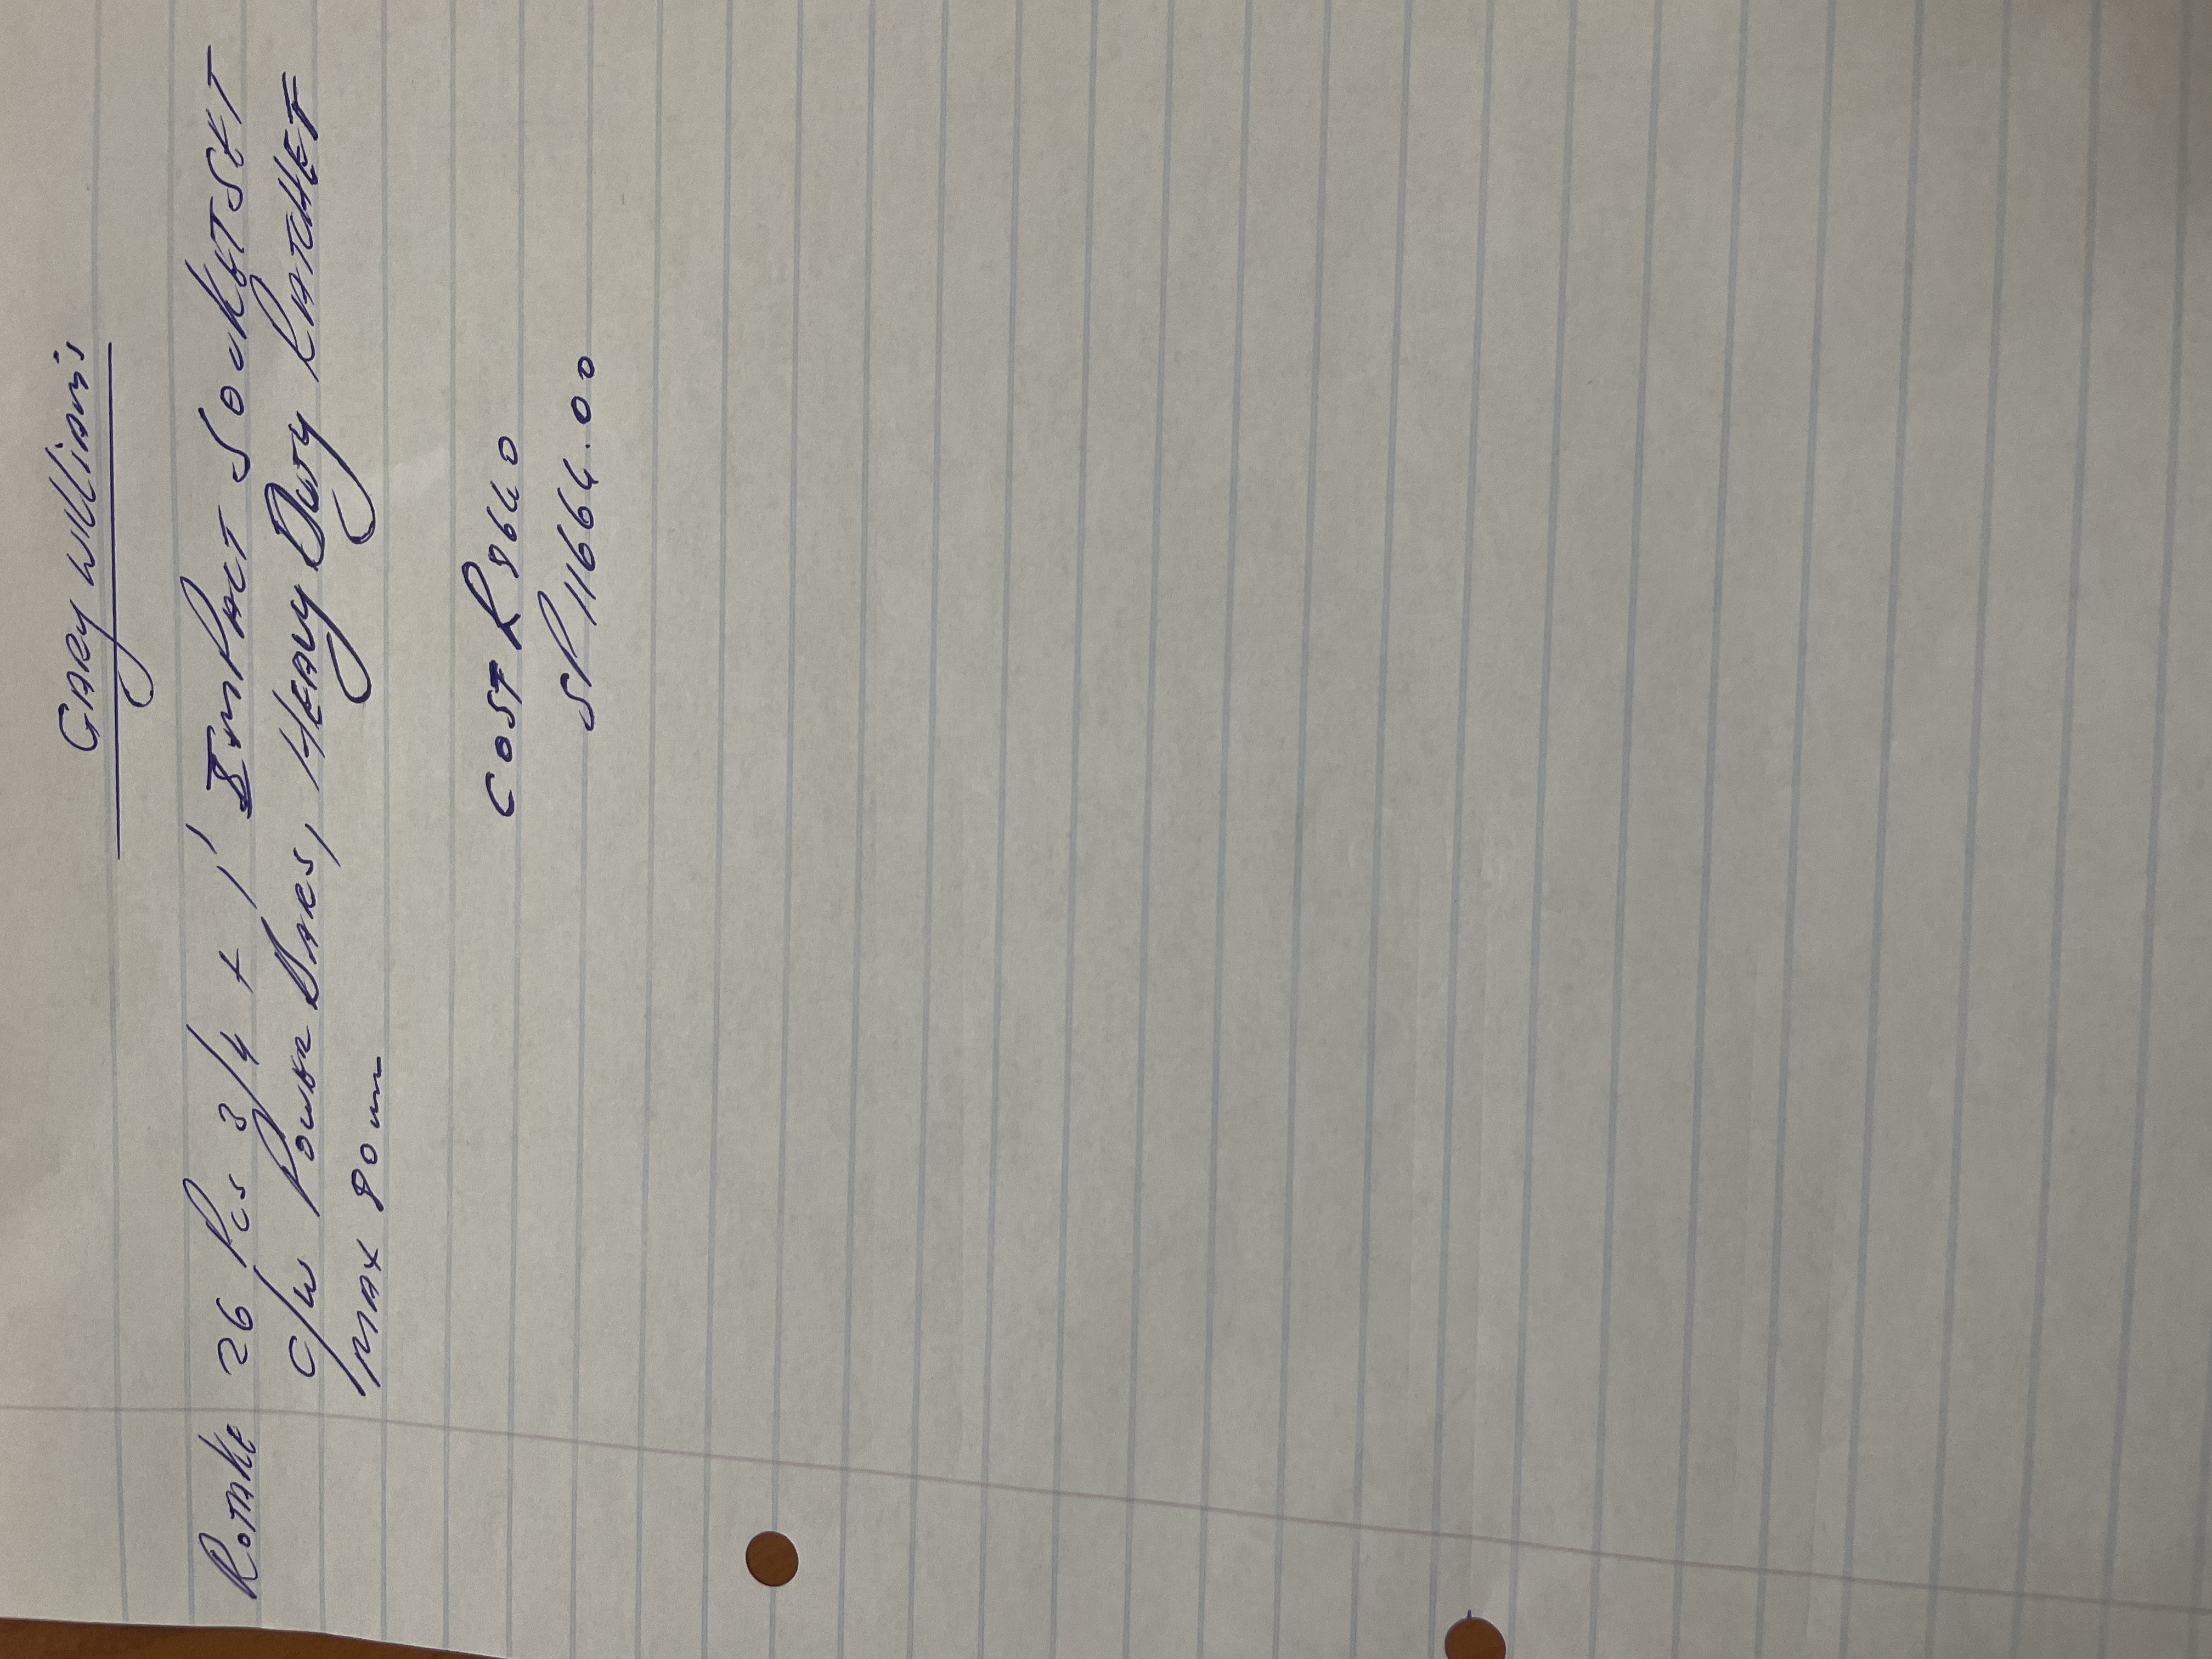 GARY WILLIAMS
ROTAKE 26 Pcs 3/4 + 1' IMPACT SOCKETSET
C/W POWER BARS, HEAVY DUTY RATCHET
MAX 80mm
COST R 8640
SP 11664.00